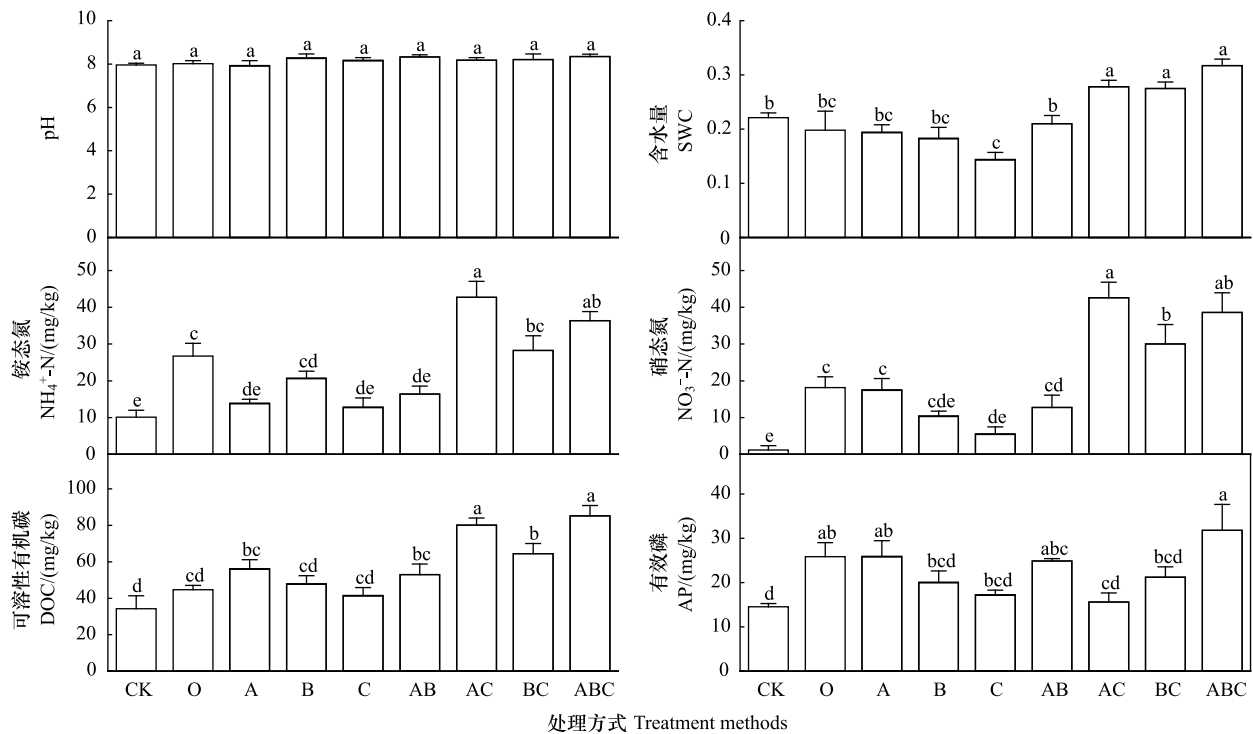 10
8
6
4
2
0
pH
a a a a a a a a a
0.4
0.3
0.2
0.1
0
含水量
SWC
b bc bc bc c b a a a
50
40
30
20
10
0
铵态氮
NH₄⁺-N/(mg/kg)
e c de cd de de a bc ab
50
40
30
20
10
0
硝态氮
NO₃⁻-N/(mg/kg)
e c c cde de cd a b ab
100
80
60
40
20
0
可溶性有机碳
DOC/(mg/kg)
d cd bc cd cd bc a b a
CK O A B C AB AC BC ABC
40
30
20
10
0
有效磷
AP/(mg/kg)
d ab ab bcd bcd abc cd bcd a
CK O A B C AB AC BC ABC
处理方式 Treatment methods